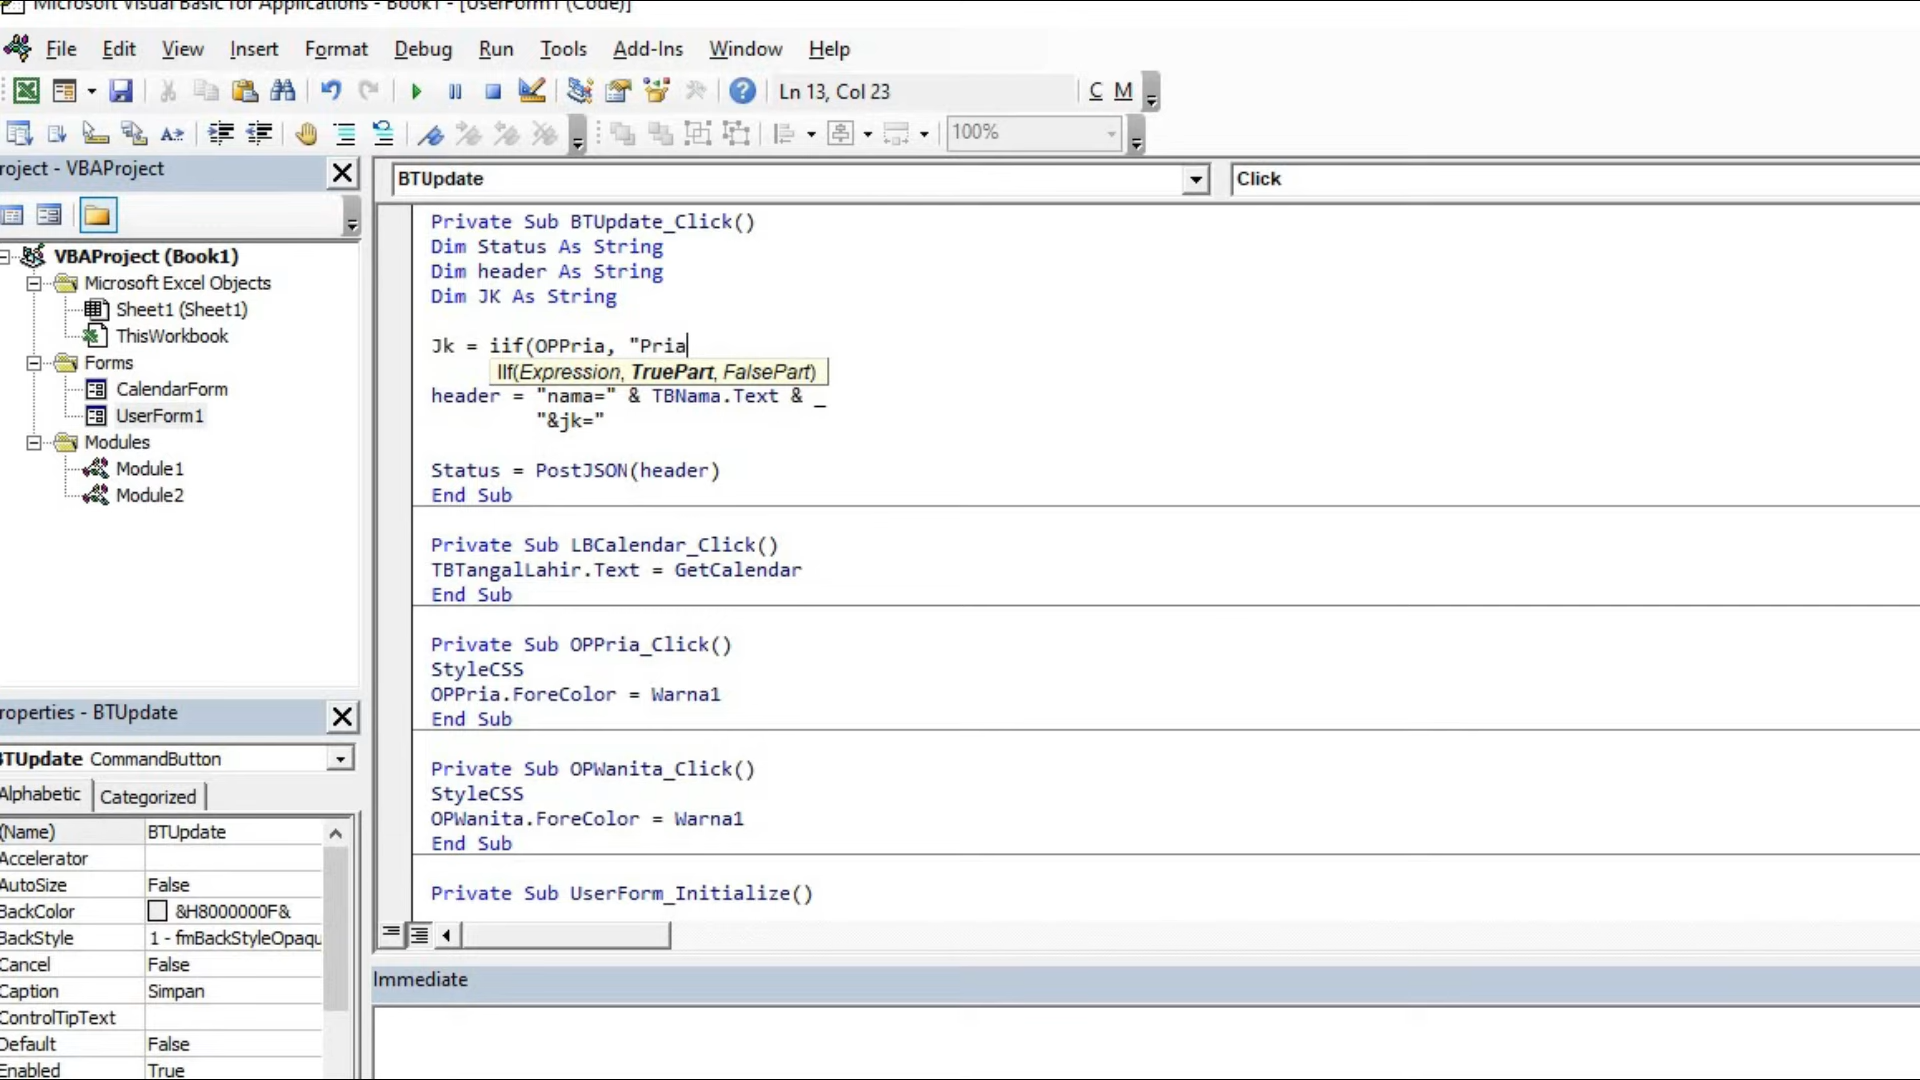 Microsoft Visual Basic for Applications - Book1 - [UserForm1 (Code)]
File Edit View Insert Format Debug Run Tools Add-Ins Window Help
Ln 13, Col 23
C M
100%
roject - VBAProject
BTUpdate
Click
VBAProject (Book1)
Microsoft Excel Objects
Sheet1 (Sheet1)
ThisWorkbook
Forms
CalendarForm
UserForm1
Modules
Module1
Module2
Private Sub BTUpdate_Click()
Dim Status As String
Dim header As String
Dim JK As String
Jk = iif(OPPria, "Pria
IIf(Expression, TruePart, FalsePart)
header = "nama=" & TBNama.Text & _
"&jk="
Status = PostJSON(header)
End Sub
Private Sub LBCalendar_Click()
TBTangalLahir.Text = GetCalendar
End Sub
Private Sub OPPria_Click()
StyleCSS
OPPria.ForeColor = Warna1
End Sub
Private Sub OPWanita_Click()
StyleCSS
OPWanita.ForeColor = Warna1
End Sub
Private Sub UserForm_Initialize()
roperties - BTUpdate
BTUpdate CommandButton
Alphabetic Categorized
(Name) BTUpdate
Accelerator
AutoSize False
BackColor &H8000000F&
BackStyle 1 - fmBackStyleOpaqu
Cancel False
Caption Simpan
ControlTipText
Default False
Enabled True
Immediate